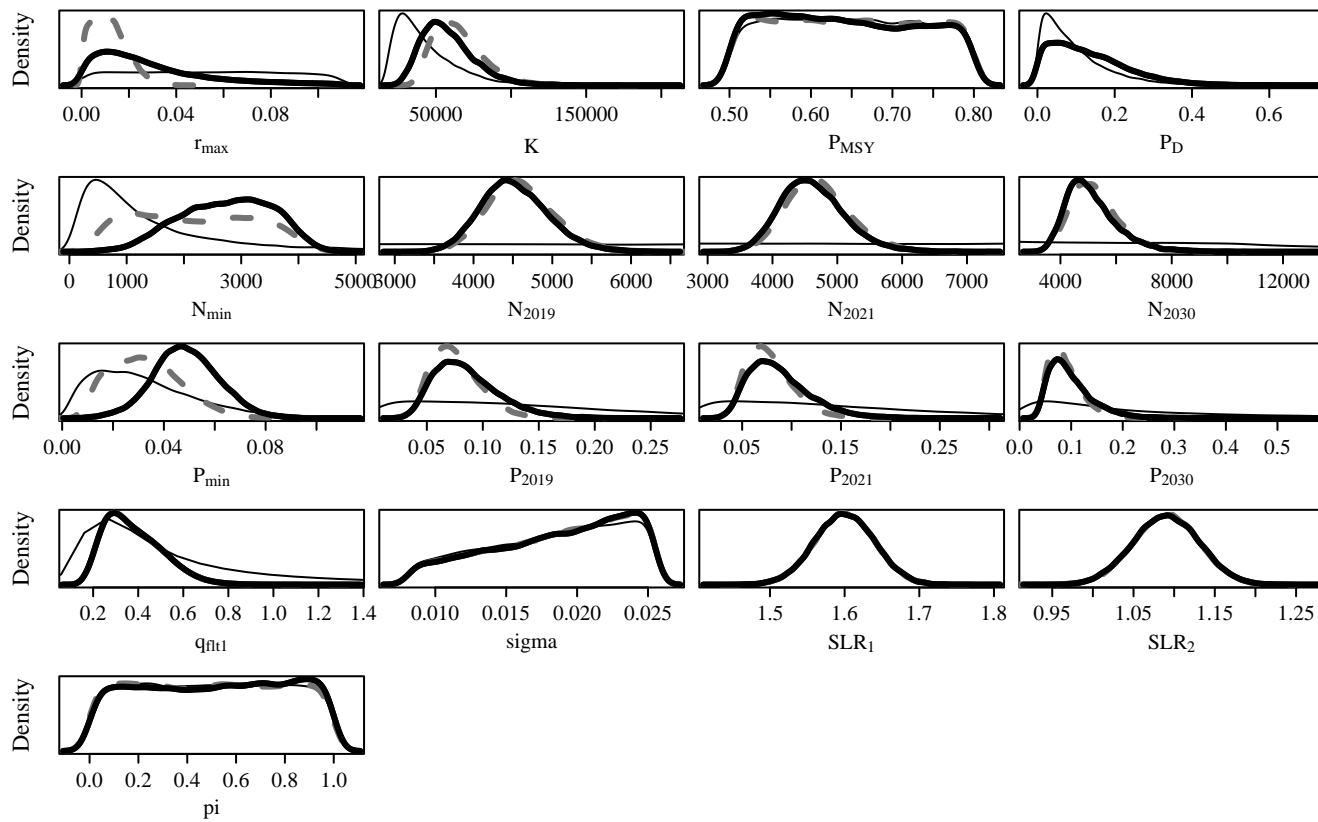 Density
0.00 0.04 0.08
r_max
50000 150000
K
0.50 0.60 0.70 0.80
P_MSY
0.0 0.2 0.4 0.6
P_D
Density
0 1000 3000 5000
N_min
3000 4000 5000 6000
N_2019
3000 4000 5000 6000 7000
N_2021
4000 8000 12000
N_2030
Density
0.00 0.04 0.08
P_min
0.05 0.10 0.15 0.20 0.25
P_2019
0.05 0.15 0.25
P_2021
0.0 0.1 0.2 0.3 0.4 0.5
P_2030
Density
0.2 0.4 0.6 0.8 1.0 1.2 1.4
q_flt1
0.010 0.015 0.020 0.025
sigma
1.5 1.6 1.7 1.8
SLR_1
0.95 1.05 1.15 1.25
SLR_2
Density
0.0 0.2 0.4 0.6 0.8 1.0
pi